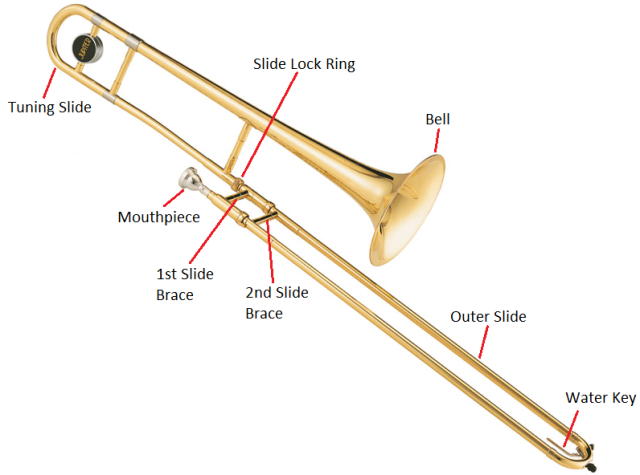 Slide Lock Ring
Tuning Slide
Bell
Mouthpiece
1st Slide
Brace
2nd Slide
Brace
Outer Slide
Water Key